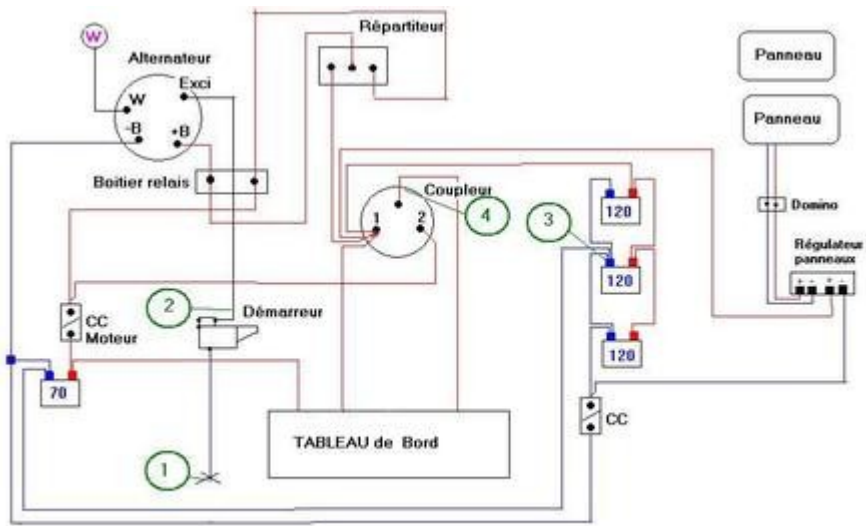 W
Alternateur
Exci
W
-B
+B
Répartiteur
Panneau
Panneau
Boitier relais
Coupleur
1
2
4
120
Domino
3
120
Régulateur
panneaux
+ - + -
2
Démarreur
CC
Moteur
120
70
CC
TABLEAU de Bord
1